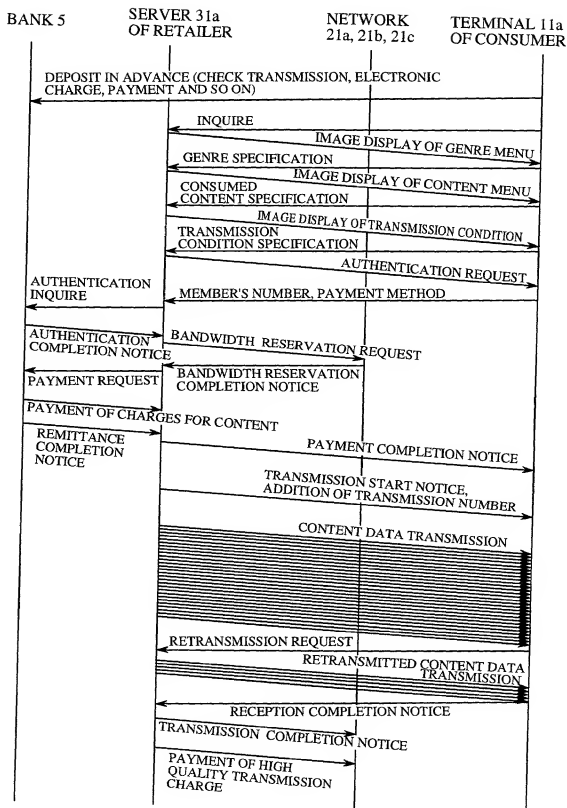 BANK 5
SERVER 31a
OF RETAILER
NETWORK
21a, 21b, 21c
TERMINAL 11a
OF CONSUMER
DEPOSIT IN ADVANCE (CHECK TRANSMISSION, ELECTRONIC
CHARGE, PAYMENT AND SO ON)
INQUIRE
IMAGE DISPLAY OF GENRE MENU
GENRE SPECIFICATION
IMAGE DISPLAY OF CONTENT MENU
CONSUMED
CONTENT SPECIFICATION
IMAGE DISPLAY OF TRANSMISSION CONDITION
TRANSMISSION
CONDITION SPECIFICATION
AUTHENTICATION REQUEST
AUTHENTICATION
INQUIRE
MEMBER'S NUMBER, PAYMENT METHOD
AUTHENTICATION
COMPLETION NOTICE
BANDWIDTH RESERVATION REQUEST
BANDWIDTH RESERVATION
COMPLETION NOTICE
PAYMENT REQUEST
PAYMENT OF CHARGES FOR CONTENT
REMITTANCE
COMPLETION
NOTICE
PAYMENT COMPLETION NOTICE
TRANSMISSION START NOTICE,
ADDITION OF TRANSMISSION NUMBER
CONTENT DATA TRANSMISSION
RETRANSMISSION REQUEST
RETRANSMITTED CONTENT DATA
TRANSMISSION
RECEPTION COMPLETION NOTICE
TRANSMISSION COMPLETION NOTICE
PAYMENT OF HIGH
QUALITY TRANSMISSION
CHARGE